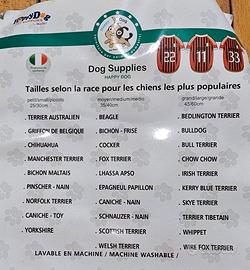 HAPPYDOG
22 11 33
Dog Supplies
HAPPY DOG
Tailles selon la race pour les chiens les plus populaires
petit/small/piccolo moyen/medium/medio grand/large/grande
25/30cm 35/40cm 45/60cm
- TERRIER AUSTRALIEN - BEAGLE - BEDLINGTON TERRIER
- GRIFFON DE BELGIQUE - BICHON - FRISÉ - BULLDOG
- CHIHUAHUA - COCKER - BULL TERRIER
- MANCHESTER TERRIER - FOX TERRIER - CHOW CHOW
- BICHON MALTAIS - LHASSA APSO - IRISH TERRIER
- PINSCHER - NAIN - EPAGNEUL PAPILLON - KERRY BLUE TERRIER
- NORFOLK TERRIER - CANICHE - NAIN - SKYE TERRIER
- CANICHE - TOY - SCHNAUZER - NAIN - TERRIER TIBETAIN
- YORKSHIRE - SCOTTISH TERRIER - WHIPPET
- WELSH TERRIER - WIRE FOX TERRIER
LAVABLE EN MACHINE / MACHINE WASHABLE /